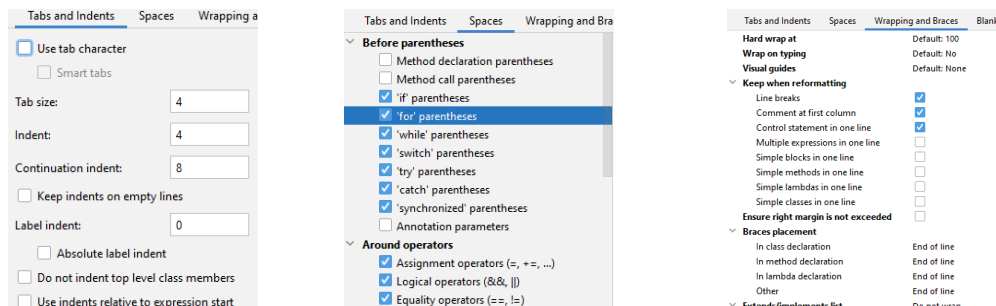 Tabs and Indents Spaces Wrapping a
Use tab character
Smart tabs
Tab size: 4
Indent: 4
Continuation indent: 8
Keep indents on empty lines
Label indent: 0
Absolute label indent
Do not indent top level class members
Use indents relative to expression start
Tabs and Indents Spaces Wrapping and Bra
Before parentheses
Method declaration parentheses
Method call parentheses
'if' parentheses
'for' parentheses
'while' parentheses
'switch' parentheses
'try' parentheses
'catch' parentheses
'synchronized' parentheses
Annotation parameters
Around operators
Assignment operators (=, +=, ...)
Logical operators (&&, ||)
Equality operators (==, !=)
Tabs and Indents Spaces Wrapping and Braces Blank
Hard wrap at Default: 100
Wrap on typing Default: No
Visual guides Default: None
Keep when reformatting
Line breaks
Comment at first column
Control statement in one line
Multiple expressions in one line
Simple blocks in one line
Simple methods in one line
Simple lambdas in one line
Simple classes in one line
Ensure right margin is not exceeded
Braces placement
In class declaration End of line
In method declaration End of line
In lambda declaration End of line
Other End of line
Extends/implements list Do not wrap